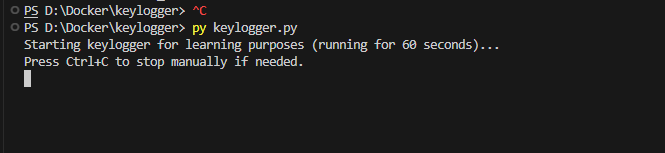 PS D:\Docker\keylogger> ^C
PS D:\Docker\keylogger> py keylogger.py
Starting keylogger for learning purposes (running for 60 seconds)...
Press Ctrl+C to stop manually if needed.